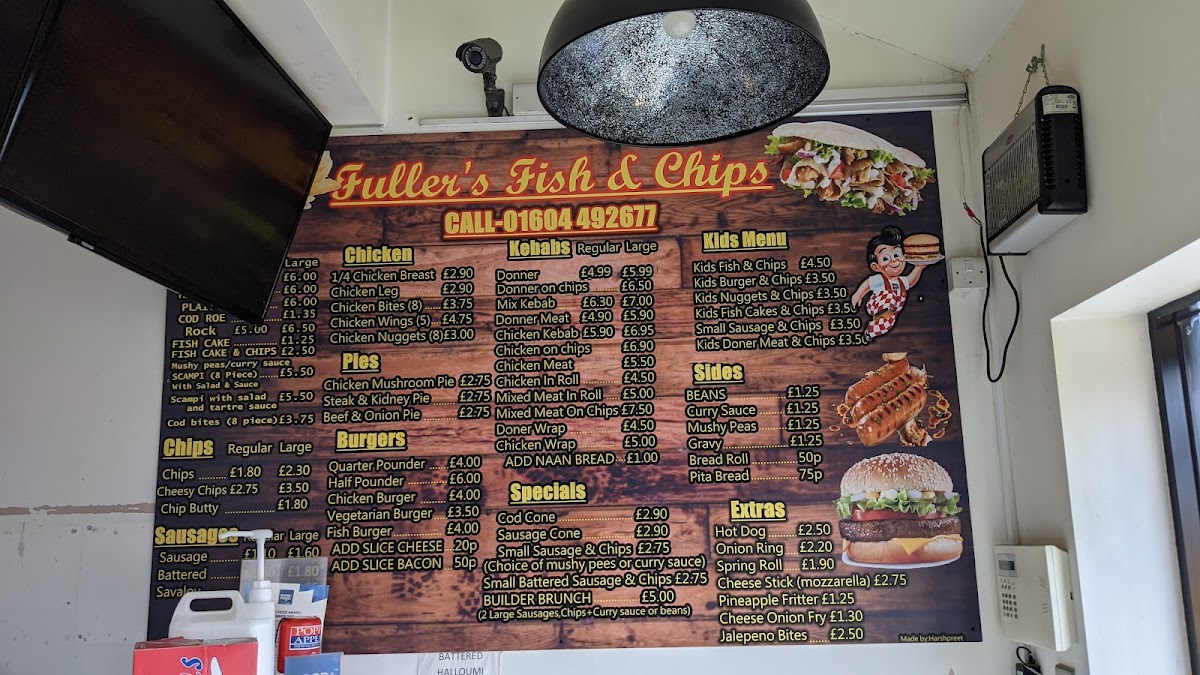 Fuller's Fish & Chips
CALL-01604 492677
Large
£6.00
£6.00
£6.00
COD ROE £1.35
Rock £5.00 £6.50
FISH CAKE £1.25
FISH CAKE & CHIPS £2.50
Mushy peas/curry sauce
SCAMPI (8 Piece) £5.50
With Salad & Sauce
Scampi with salad £5.50
and tartre sauce
Cod bites (8 piece) £3.75
Chips Regular Large
Chips £1.80 £2.30
Cheesy Chips £2.75 £3.50
Chip Butty £1.80
Sausages Regular Large
Sausage £1.10 £1.60
Battered £1.80
Savaloy
Chicken
1/4 Chicken Breast £2.90
Chicken Leg £2.90
Chicken Bites (8) £3.75
Chicken Wings (5) £4.75
Chicken Nuggets (8) £3.00
Pies
Chicken Mushroom Pie £2.75
Steak & Kidney Pie £2.75
Beef & Onion Pie £2.75
Burgers
Quarter Pounder £4.00
Half Pounder £6.00
Chicken Burger £4.00
Vegetarian Burger £3.50
Fish Burger £4.00
ADD SLICE CHEESE 20p
ADD SLICE BACON 50p
Kebabs Regular Large
Donner £4.99 £5.99
Donner on chips £6.50
Mix Kebab £6.30 £7.00
Donner Meat £4.90 £5.90
Chicken Kebab £5.90 £6.95
Chicken on chips £6.90
Chicken Meat £5.50
Chicken In Roll £4.50
Mixed Meat In Roll £5.00
Mixed Meat On Chips £7.50
Doner Wrap £4.50
Chicken Wrap £5.00
ADD NAAN BREAD £1.00
Specials
Cod Cone £2.90
Sausage Cone £2.90
Small Sausage & Chips £2.75
(Choice of mushy pees or curry sauce)
Small Battered Sausage & Chips £2.75
BUILDER BRUNCH £5.00
(2 Large Sausages,Chips+Curry sauce or beans)
Kids Menu
Kids Fish & Chips £4.50
Kids Burger & Chips £3.50
Kids Nuggets & Chips £3.50
Kids Fish Cakes & Chips £3.50
Small Sausage & Chips £3.50
Kids Doner Meat & Chips £3.50
Sides
BEANS £1.25
Curry Sauce £1.25
Mushy Peas £1.25
Gravy £1.25
Bread Roll 50p
Pita Bread 75p
Extras
Hot Dog £2.50
Onion Ring £2.20
Spring Roll £1.90
Cheese Stick (mozzarella) £2.75
Pineapple Fritter £1.25
Cheese Onion Fry £1.30
Jalepeno Bites £2.50
Made by:Harshpreet
BATTERED
HALLOUMI